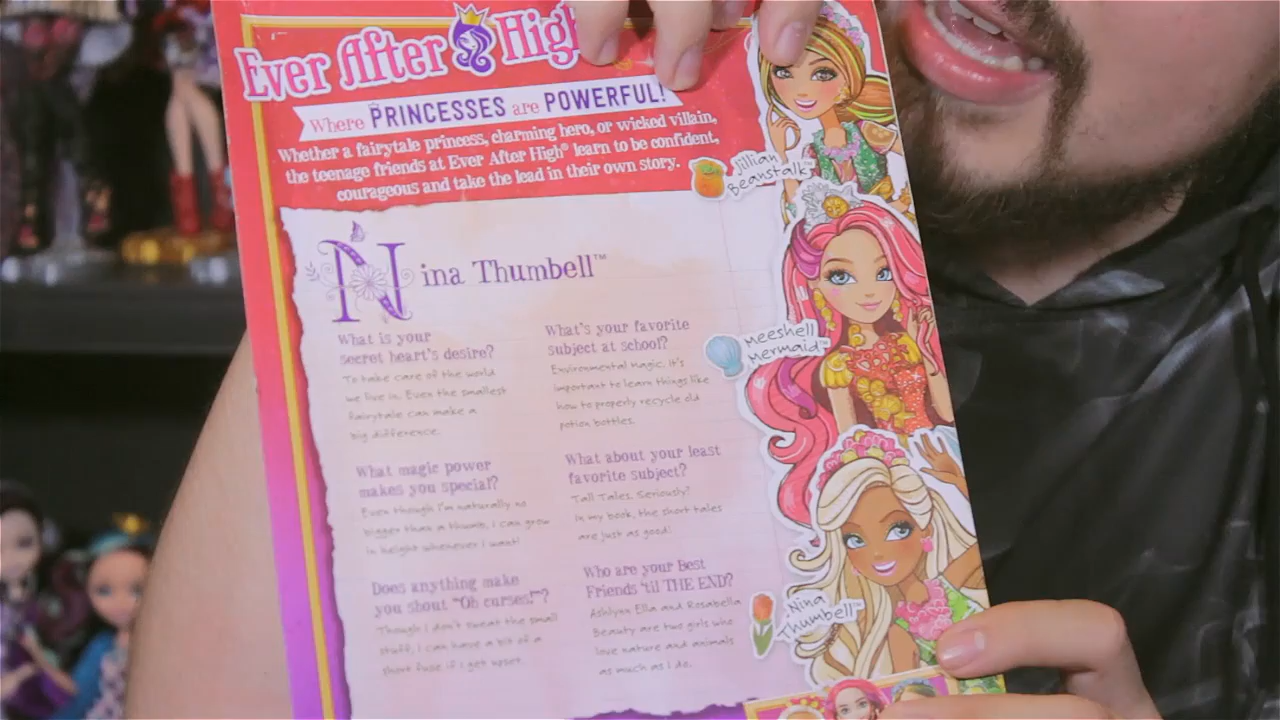 Ever After High
Where PRINCESSES are POWERFUL!
Whether a fairytale princess, charming hero, or wicked villain,
the teenage friends at Ever After High® learn to be confident,
courageous and take the lead in their own story.
Jillian
Beanstalk™
Nina Thumbell™
What is your
secret heart's desire?
To take care of the world
we live in. Even the smallest
fairytale can make a
big difference.
What magic power
makes you special?
Even though I'm naturally no
bigger than a thumb, I can grow
in height whenever I want!
Does anything make
you shout "Oh curses!"?
Though I don't sweat the small
stuff, I can have a bit of a
short fuse if I get upset.
What's your favorite
subject at school?
Environmental magic. It's
important to learn things like
how to properly recycle old
potion bottles.
What about your least
favorite subject?
Tall Tales. Seriously?
In my book, the short tales
are just as good!
Who are your Best
Friends 'til THE END?
Ashlynn Ella and Rosabella
Beauty are two girls who
love nature and animals
as much as I do.
Meeshell
Mermaid™
Nina
Thumbell™